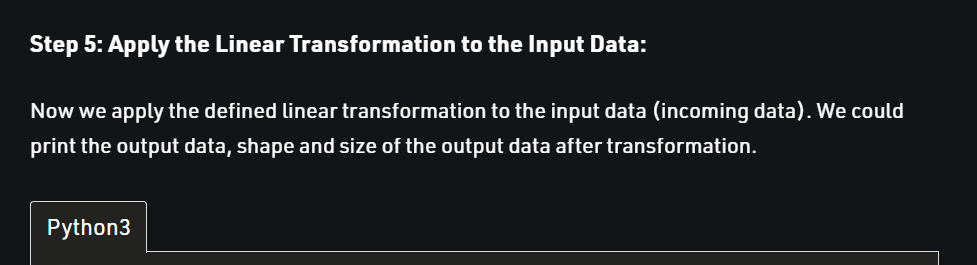 Step 5: Apply the Linear Transformation to the Input Data:
Now we apply the defined linear transformation to the input data (incoming data). We could
print the output data, shape and size of the output data after transformation.
Python3